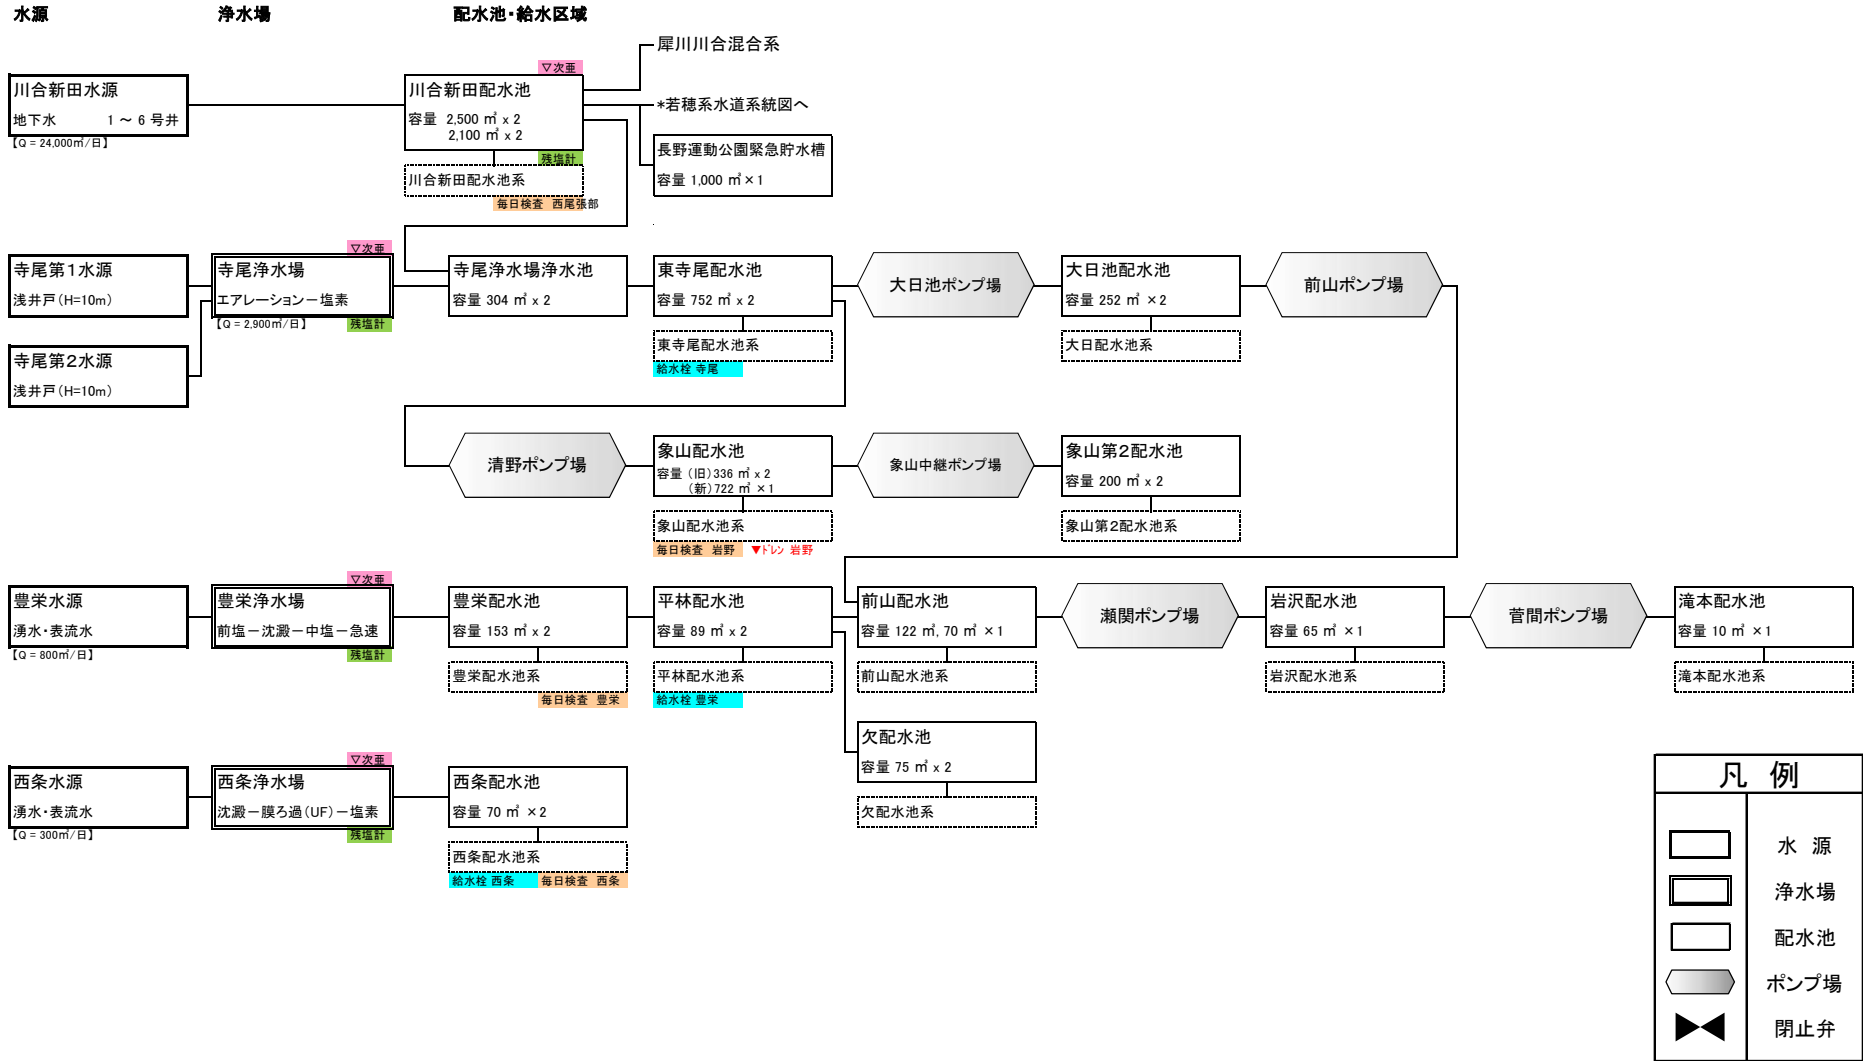 水源
浄水場
配水池・給水区域
犀川川合混合系
▽次亜
川合新田水源
地下水　1 ～ 6 号井
【Q = 24,000㎥/日】
川合新田配水池
容量 2,500 ㎥ x 2
2,100 ㎥ x 2
残塩計
川合新田配水池系
毎日検査 西尾張部
*若穂系水道系統図へ
長野運動公園緊急貯水槽
容量 1,000 ㎥×1
寺尾第1水源
浅井戸(H=10m)
▽次亜
寺尾浄水場
エアレーション－塩素
【Q = 2,900㎥/日】
残塩計
寺尾浄水場浄水池
容量 304 ㎥ x 2
東寺尾配水池
容量 752 ㎥ x 2
東寺尾配水池系
給水栓 寺尾
大日池ポンプ場
大日池配水池
容量 252 ㎥ ×2
大日配水池系
前山ポンプ場
寺尾第2水源
浅井戸(H=10m)
清野ポンプ場
象山配水池
容量 (旧)336 ㎥ x 2
(新)722 ㎥ ×1
象山配水池系
毎日検査 岩野
▼ﾄﾞﾚﾝ 岩野
象山中継ポンプ場
象山第2配水池
容量 200 ㎥ x 2
象山第2配水池系
豊栄水源
湧水・表流水
【Q = 800㎥/日】
▽次亜
豊栄浄水場
前塩－沈澱－中塩－急速
残塩計
豊栄配水池
容量 153 ㎥ x 2
豊栄配水池系
毎日検査 豊栄
平林配水池
容量 89 ㎥ x 2
平林配水池系
給水栓 豊栄
前山配水池
容量 122 ㎥, 70 ㎥ ×1
前山配水池系
瀬関ポンプ場
岩沢配水池
容量 65 ㎥ ×1
岩沢配水池系
菅間ポンプ場
滝本配水池
容量 10 ㎥ ×1
滝本配水池系
欠配水池
容量 75 ㎥ x 2
欠配水池系
西条水源
湧水・表流水
【Q = 300㎥/日】
▽次亜
西条浄水場
沈澱－膜ろ過(UF)－塩素
残塩計
西条配水池
容量 70 ㎥ ×2
西条配水池系
給水栓 西条
毎日検査 西条
凡 例
水 源
浄水場
配水池
ポンプ場
閉止弁